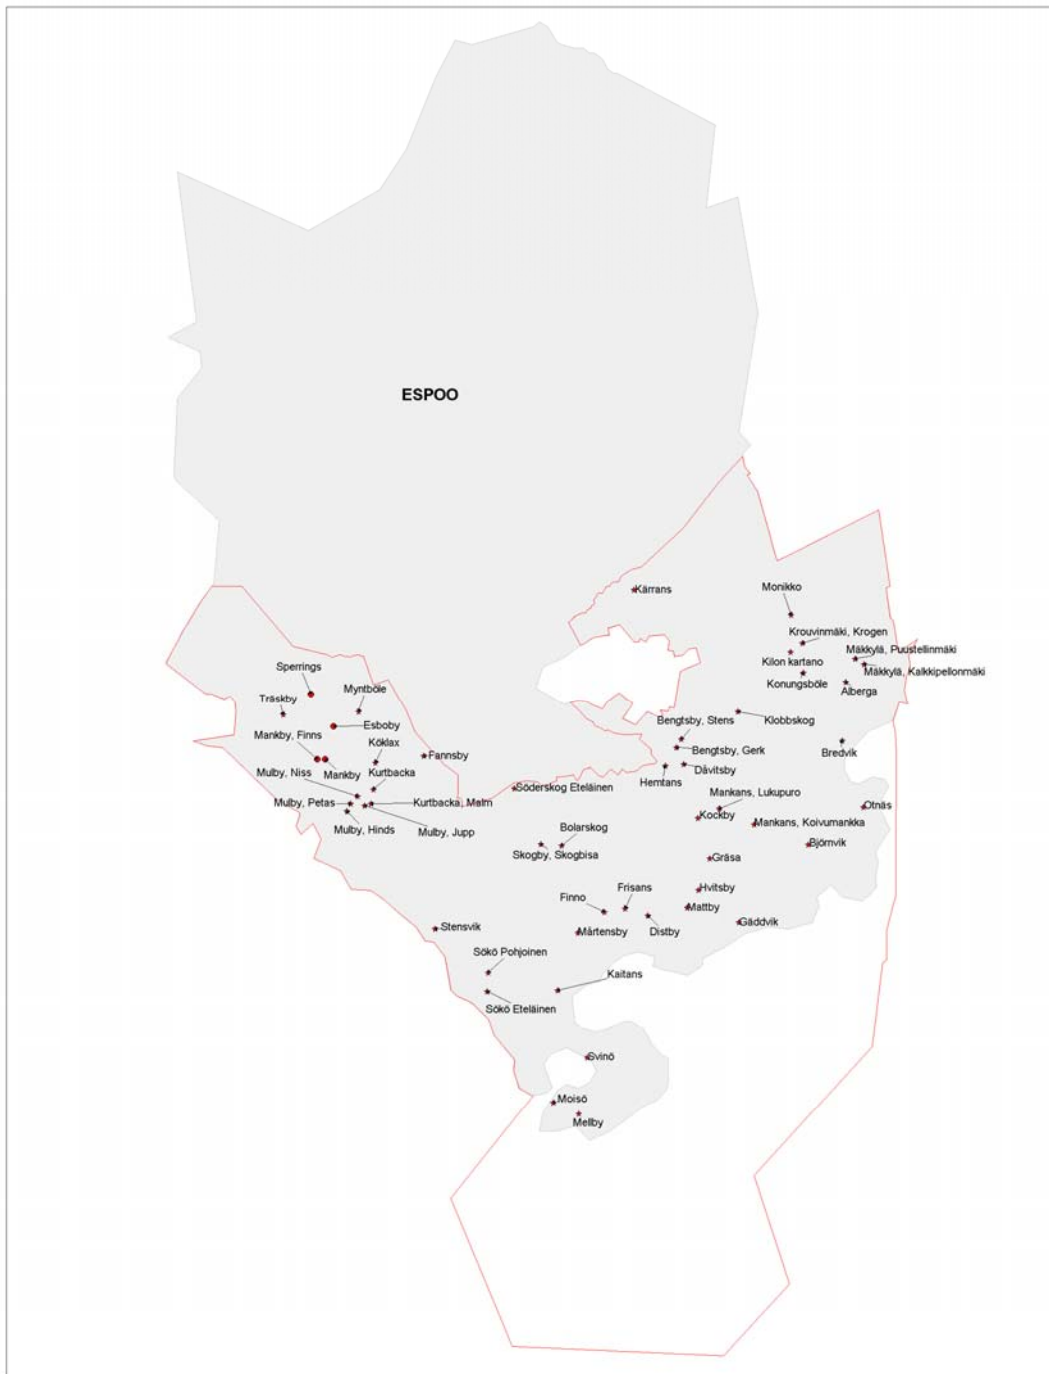 ESPOO
Kärrans
Monikko
Krouvinmäki, Krogen
Mäkkylä, Puustellinmäki
Kilon kartano
Mäkkylä, Kalkkipellonmäki
Konungsböle
Alberga
Sperrings
Myntböle
Träskby
Klobbskog
Bengtsby, Stens
Esboby
Mankby, Finns
Köklax
Bengtsby, Gerk
Bredvik
Fannsby
Mulby, Niss
Mankby
Kurtbacka
Hemtans
Dåvitsby
Söderskog Eteläinen
Mankans, Lukupuro
Mulby, Petas
Kurtbacka, Malm
Otnäs
Kockby
Mankans, Koivumankka
Mulby, Hinds
Mulby, Jupp
Bolarskog
Björnvik
Skogby, Skogbisa
Gräsa
Frisans
Hvitsby
Finno
Mattby
Stensvik
Mårtensby
Distby
Gäddvik
Sökö Pohjoinen
Kaitans
Sökö Eteläinen
Svinö
Moisö
Mellby